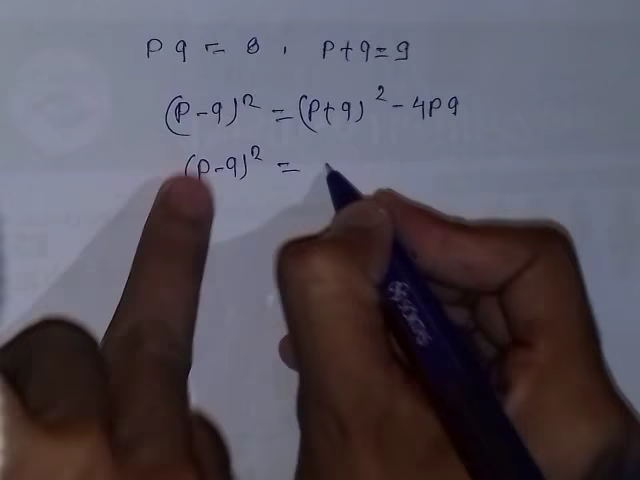 pq = 8, p+q=9
(p-q)² = (p+q)² - 4pq
(p-q)² =